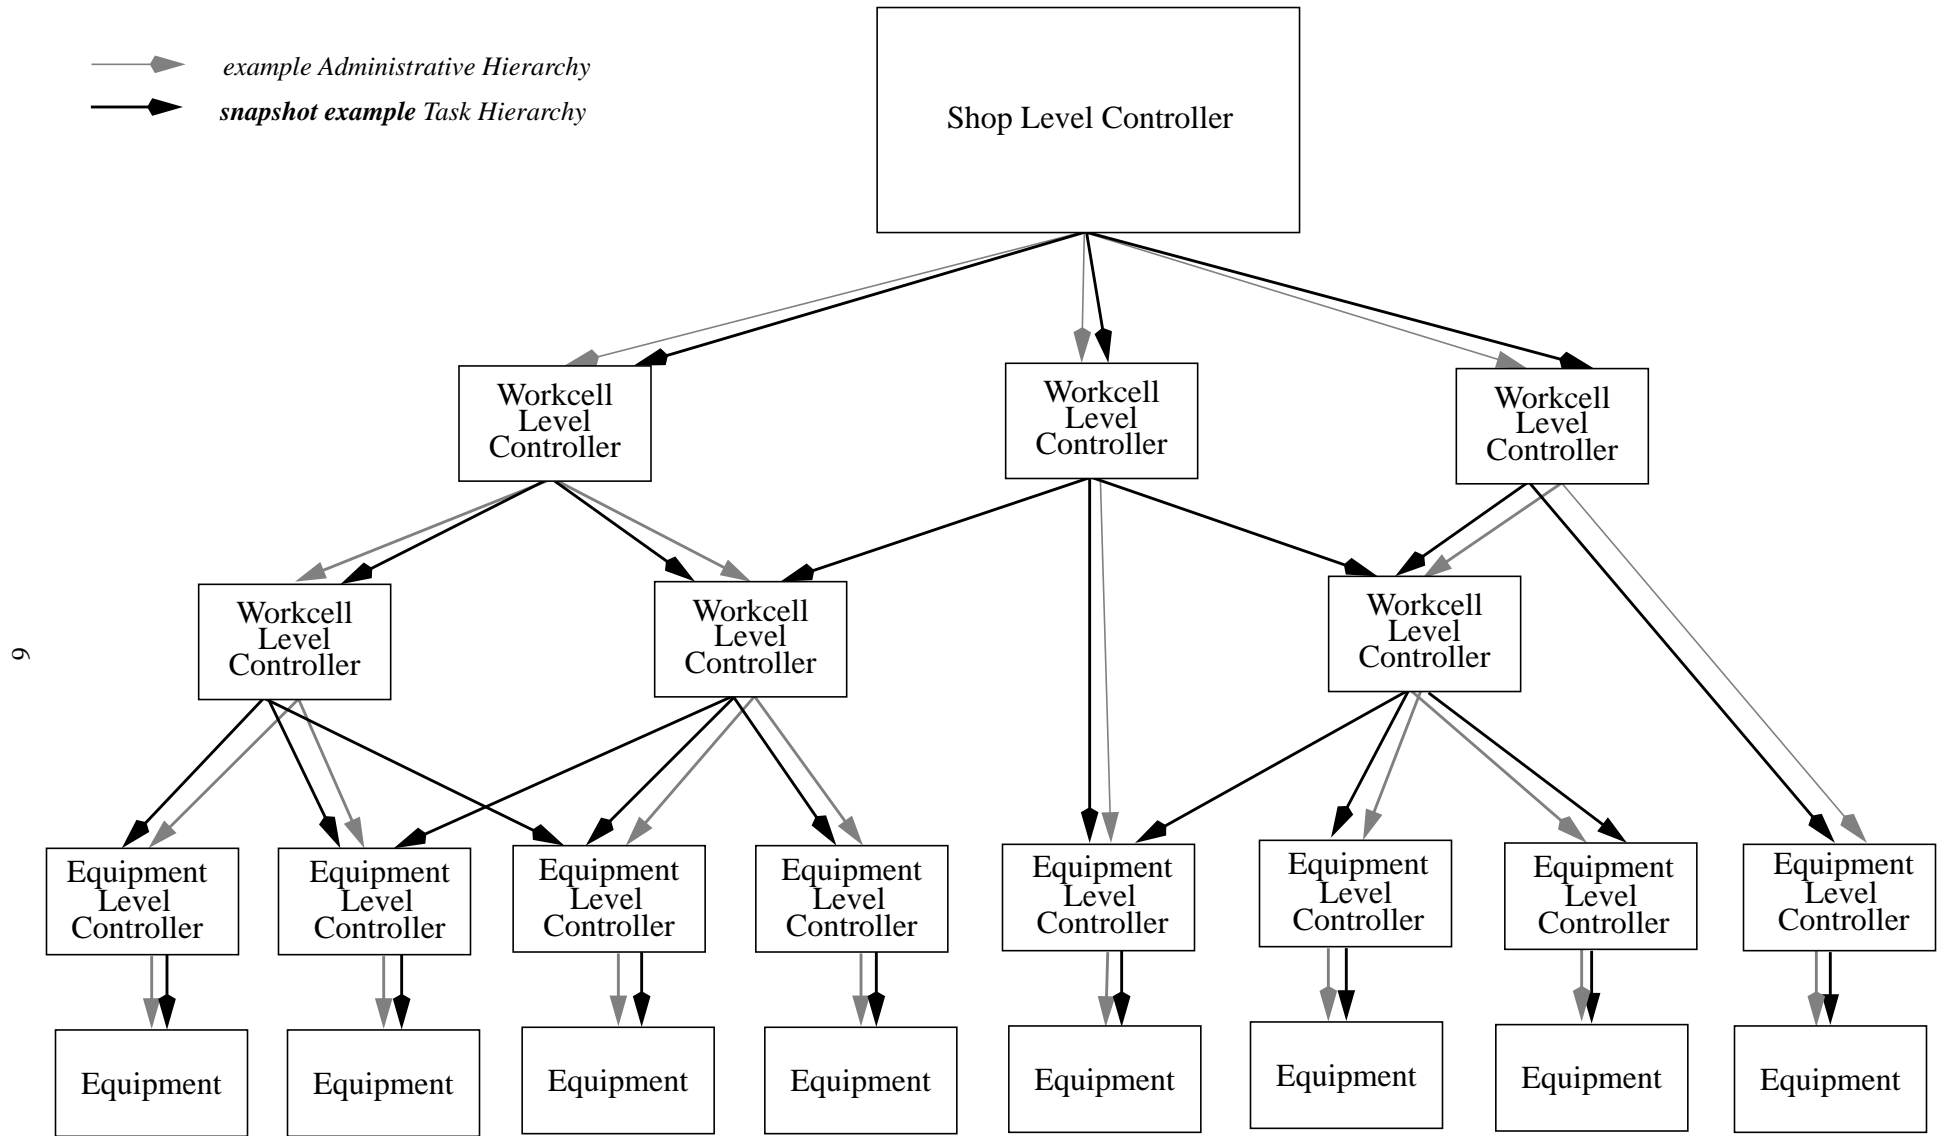 example Administrative Hierarchy
snapshot example Task Hierarchy
Shop Level Controller
Workcell
Level
Controller
Workcell
Level
Controller
Workcell
Level
Controller
Workcell
Level
Controller
Workcell
Level
Controller
Workcell
Level
Controller
6
Equipment
Level
Controller
Equipment
Level
Controller
Equipment
Level
Controller
Equipment
Level
Controller
Equipment
Level
Controller
Equipment
Level
Controller
Equipment
Level
Controller
Equipment
Level
Controller
Equipment
Equipment
Equipment
Equipment
Equipment
Equipment
Equipment
Equipment